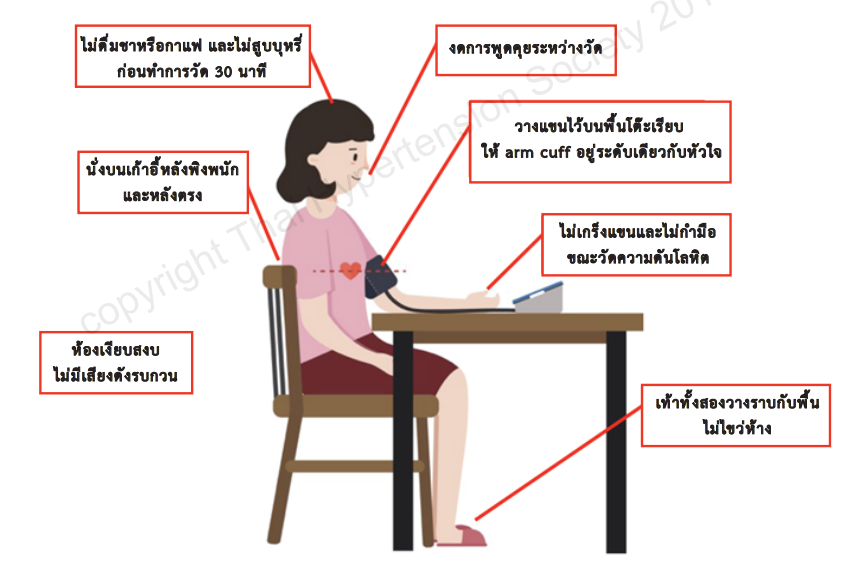 ไม่ดื่มชาหรือกาแฟ และไม่สูบบุหรี่
ก่อนทำการวัด 30 นาที
งดการพูดคุยระหว่างวัด
วางแขนไว้บนพื้นโต๊ะเรียบ
ให้ arm cuff อยู่ระดับเดียวกับหัวใจ
นั่งบนเก้าอี้หลังพิงพนัก
และหลังตรง
ไม่เกร็งแขนและไม่กำมือ
ขณะวัดความดันโลหิต
ห้องเงียบสงบ
ไม่มีเสียงดังรบกวน
เท้าทั้งสองวางราบกับพื้น
ไม่ไขว่ห้าง
copyright Thai Hypertension Society